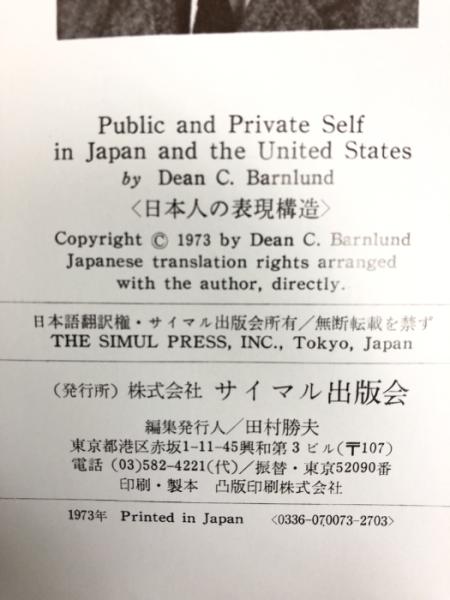 Public and Private Self
in Japan and the United States
by Dean C. Barnlund
〈日本人の表現構造〉
Copyright © 1973 by Dean C. Barnlund
Japanese translation rights arranged
with the author, directly.
日本語翻訳権・サイマル出版会所有/無断転載を禁ず
THE SIMUL PRESS, INC., Tokyo, Japan
(発行所) 株式会社 サイマル出版会
編集発行人/田村勝夫
東京都港区赤坂1-11-45興和第3ビル(〒107)
電話 (03)582-4221(代)/振替・東京52090番
印刷・製本 凸版印刷株式会社
1973年 Printed in Japan 〈0336-070073-2703〉